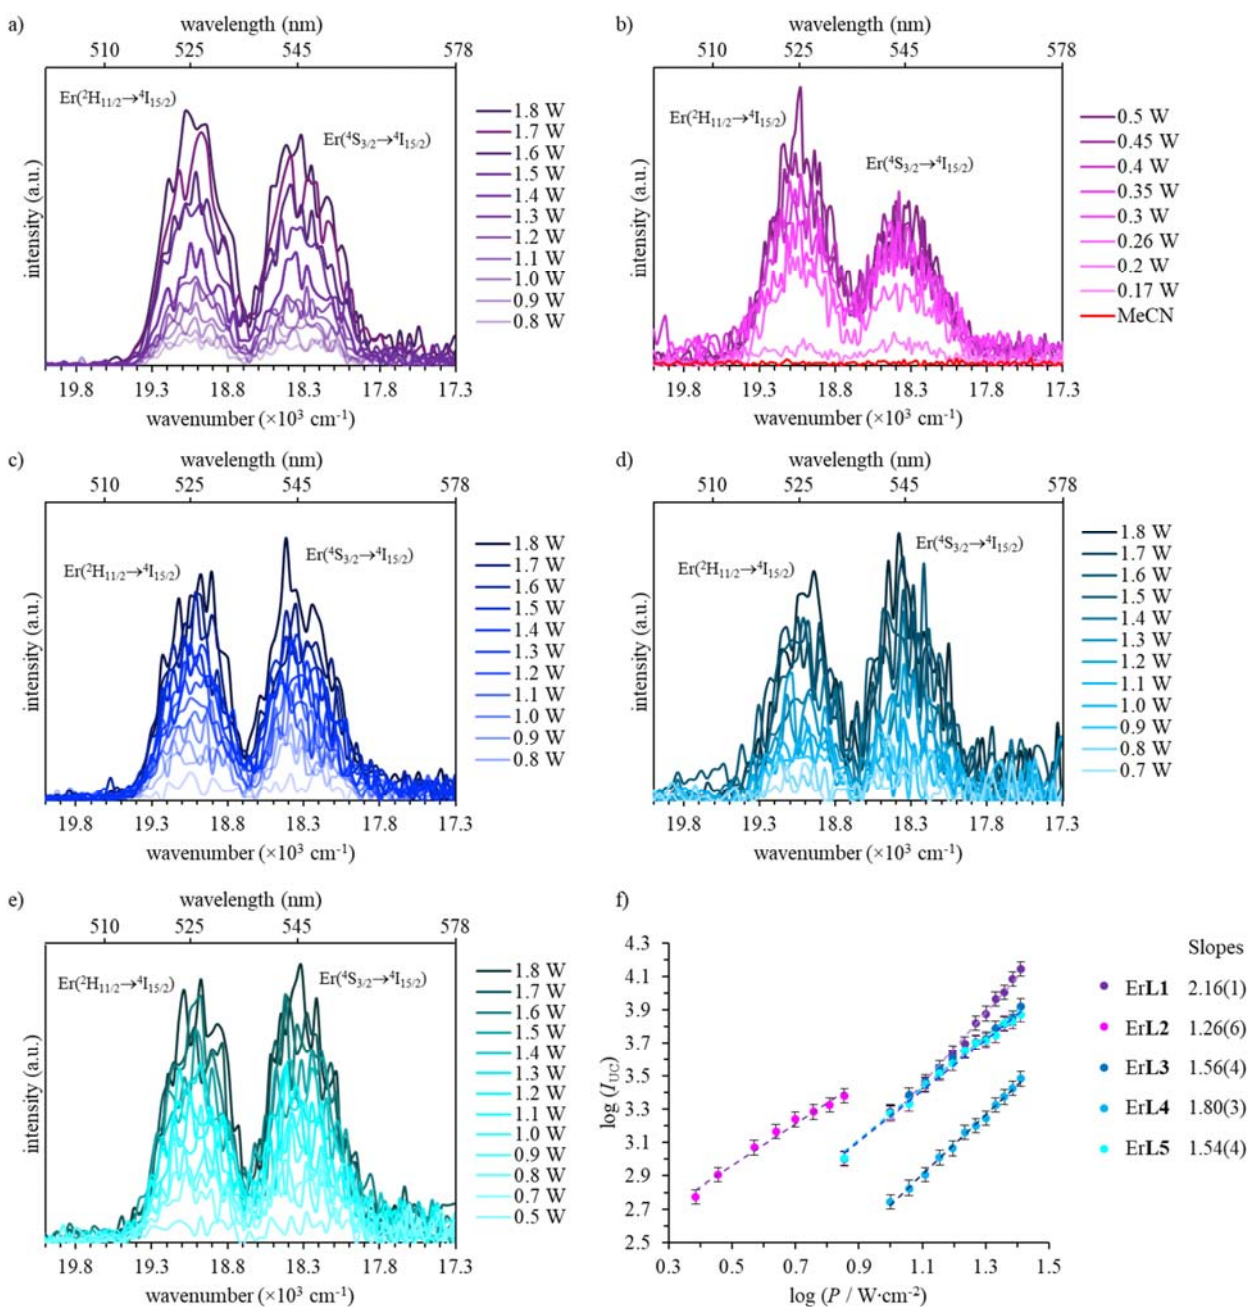 a)
wavelength (nm)
510 525 545 578
Er(²H₁₁/₂→⁴I₁₅/₂)
Er(⁴S₃/₂→⁴I₁₅/₂)
intensity (a.u.)
1.8 W
1.7 W
1.6 W
1.5 W
1.4 W
1.3 W
1.2 W
1.1 W
1.0 W
0.9 W
0.8 W
19.8 19.3 18.8 18.3 17.8 17.3
wavenumber (×10³ cm⁻¹)
b)
wavelength (nm)
510 525 545 578
Er(²H₁₁/₂→⁴I₁₅/₂)
Er(⁴S₃/₂→⁴I₁₅/₂)
intensity (a.u.)
0.5 W
0.45 W
0.4 W
0.35 W
0.3 W
0.26 W
0.2 W
0.17 W
MeCN
19.8 19.3 18.8 18.3 17.8 17.3
wavenumber (×10³ cm⁻¹)
c)
wavelength (nm)
510 525 545 578
Er(⁴S₃/₂→⁴I₁₅/₂)
Er(²H₁₁/₂→⁴I₁₅/₂)
intensity (a.u.)
1.8 W
1.7 W
1.6 W
1.5 W
1.4 W
1.3 W
1.2 W
1.1 W
1.0 W
0.9 W
0.8 W
19.8 19.3 18.8 18.3 17.8 17.3
wavenumber (×10³ cm⁻¹)
d)
wavelength (nm)
510 525 545 578
Er(⁴S₃/₂→⁴I₁₅/₂)
Er(²H₁₁/₂→⁴I₁₅/₂)
intensity (a.u.)
1.8 W
1.7 W
1.6 W
1.5 W
1.4 W
1.3 W
1.2 W
1.1 W
1.0 W
0.9 W
0.8 W
0.7 W
19.8 19.3 18.8 18.3 17.8 17.3
wavenumber (×10³ cm⁻¹)
e)
wavelength (nm)
510 525 545 578
Er(²H₁₁/₂→⁴I₁₅/₂)
Er(⁴S₃/₂→⁴I₁₅/₂)
intensity (a.u.)
1.8 W
1.7 W
1.6 W
1.5 W
1.4 W
1.3 W
1.2 W
1.1 W
1.0 W
0.9 W
0.8 W
0.7 W
0.5 W
19.8 19.3 18.8 18.3 17.8 17.3
wavenumber (×10³ cm⁻¹)
f)
4.3
4.1
3.9
3.7
3.5
3.3
3.1
2.9
2.7
2.5
log (I_UC)
0.3 0.5 0.7 0.9 1.1 1.3 1.5
log (P / W·cm⁻²)
Slopes
ErL1 2.16(1)
ErL2 1.26(6)
ErL3 1.56(4)
ErL4 1.80(3)
ErL5 1.54(4)